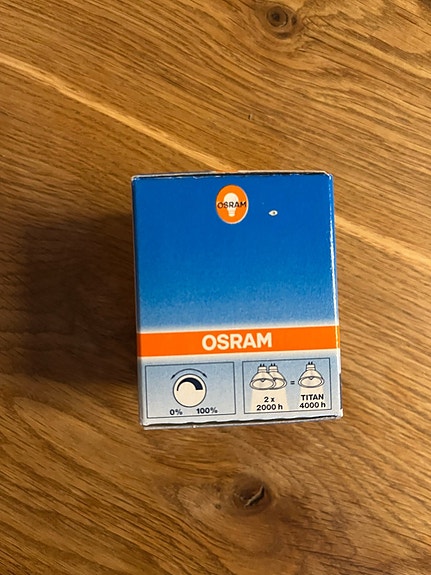 OSRAM
OSRAM
0% 100%
2 x
2000 h
=
TITAN
4000 h